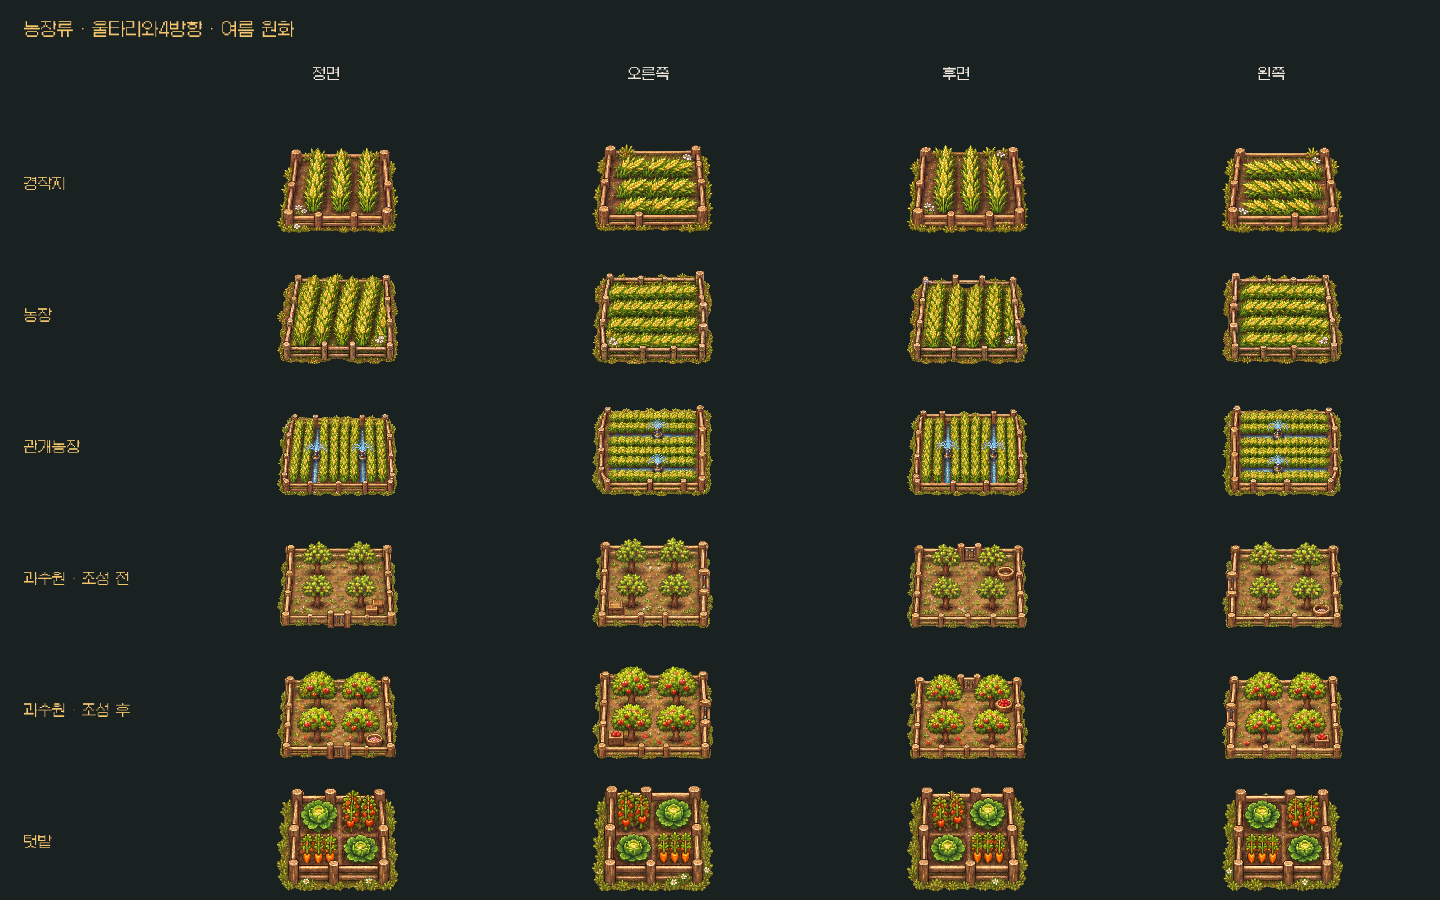 농장류 · 울타리와4방향 · 여름 원화
정면 오른쪽 후면 왼쪽
경작지
농장
관개농장
과수원 · 조성 전
과수원 · 조성 후
텃밭